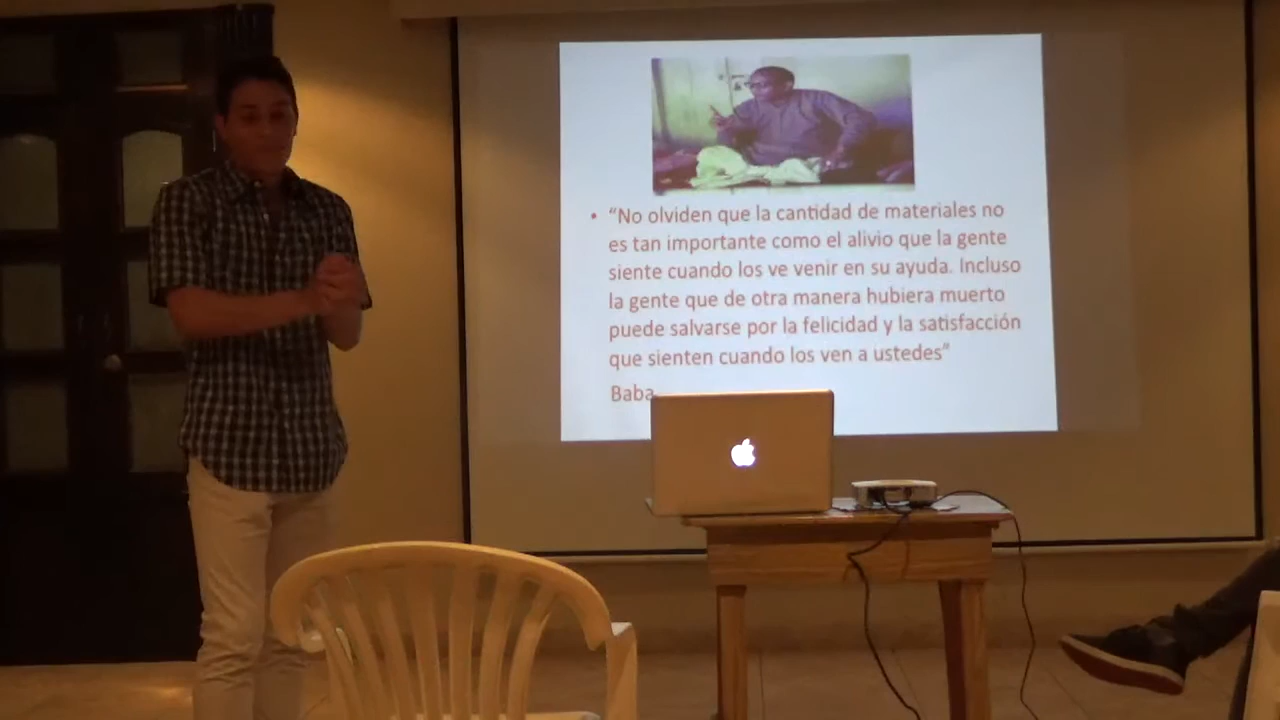 • “No olviden que la cantidad de materiales no
es tan importante como el alivio que la gente
siente cuando los ve venir en su ayuda. Incluso
la gente que de otra manera hubiera muerto
puede salvarse por la felicidad y la satisfacción
que sienten cuando los ven a ustedes”
Baba